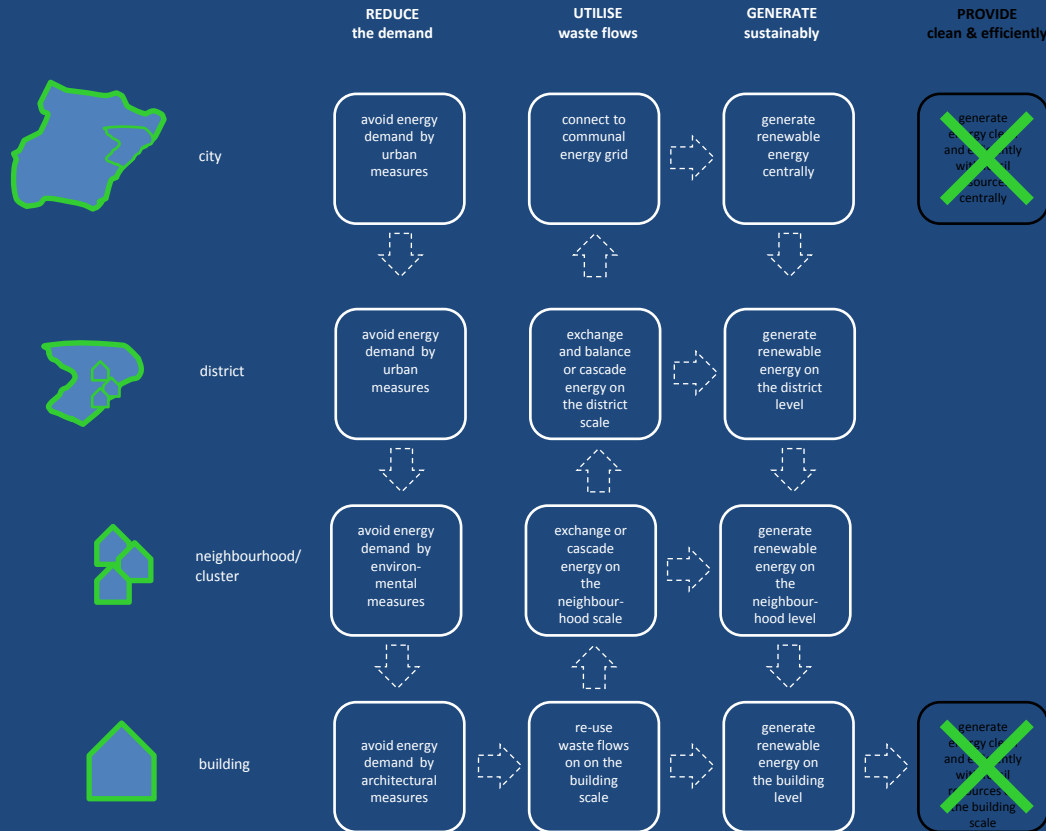 REDUCE
the demand
UTILISE
waste flows
GENERATE
sustainably
PROVIDE
clean & efficiently
city
avoid energy
demand by
urban
measures
connect to
communal
energy grid
generate
renewable
energy
centrally
generate
and
centrally
district
avoid energy
demand by
urban
measures
exchange
and balance
or cascade
energy on
the district
scale
generate
renewable
energy on
the district
level
neighbourhood/
cluster
avoid energy
demand by
environ-
mental
measures
exchange or
cascade
energy on
the
neighbour-
hood scale
generate
renewable
energy on
the
neighbour-
hood level
building
avoid energy
demand by
architectural
measures
re-use
waste flows
on on the
building
scale
generate
renewable
energy on
the building
level
generate
and
building
scale